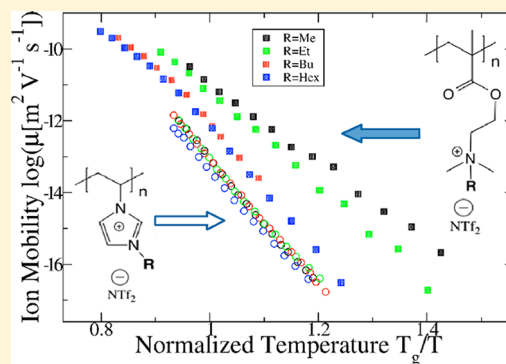 Ion Mobility log(μ[m² V⁻¹ s⁻¹])
-10
-12
-14
-16
R=Me
R=Et
R=Bu
R=Hex
n
O
O
N
⊕
R
⊖
NTf₂
n
N
⊕
N
R
⊖
NTf₂
0.8
1
1.2
1.4
Normalized Temperature Tg/T